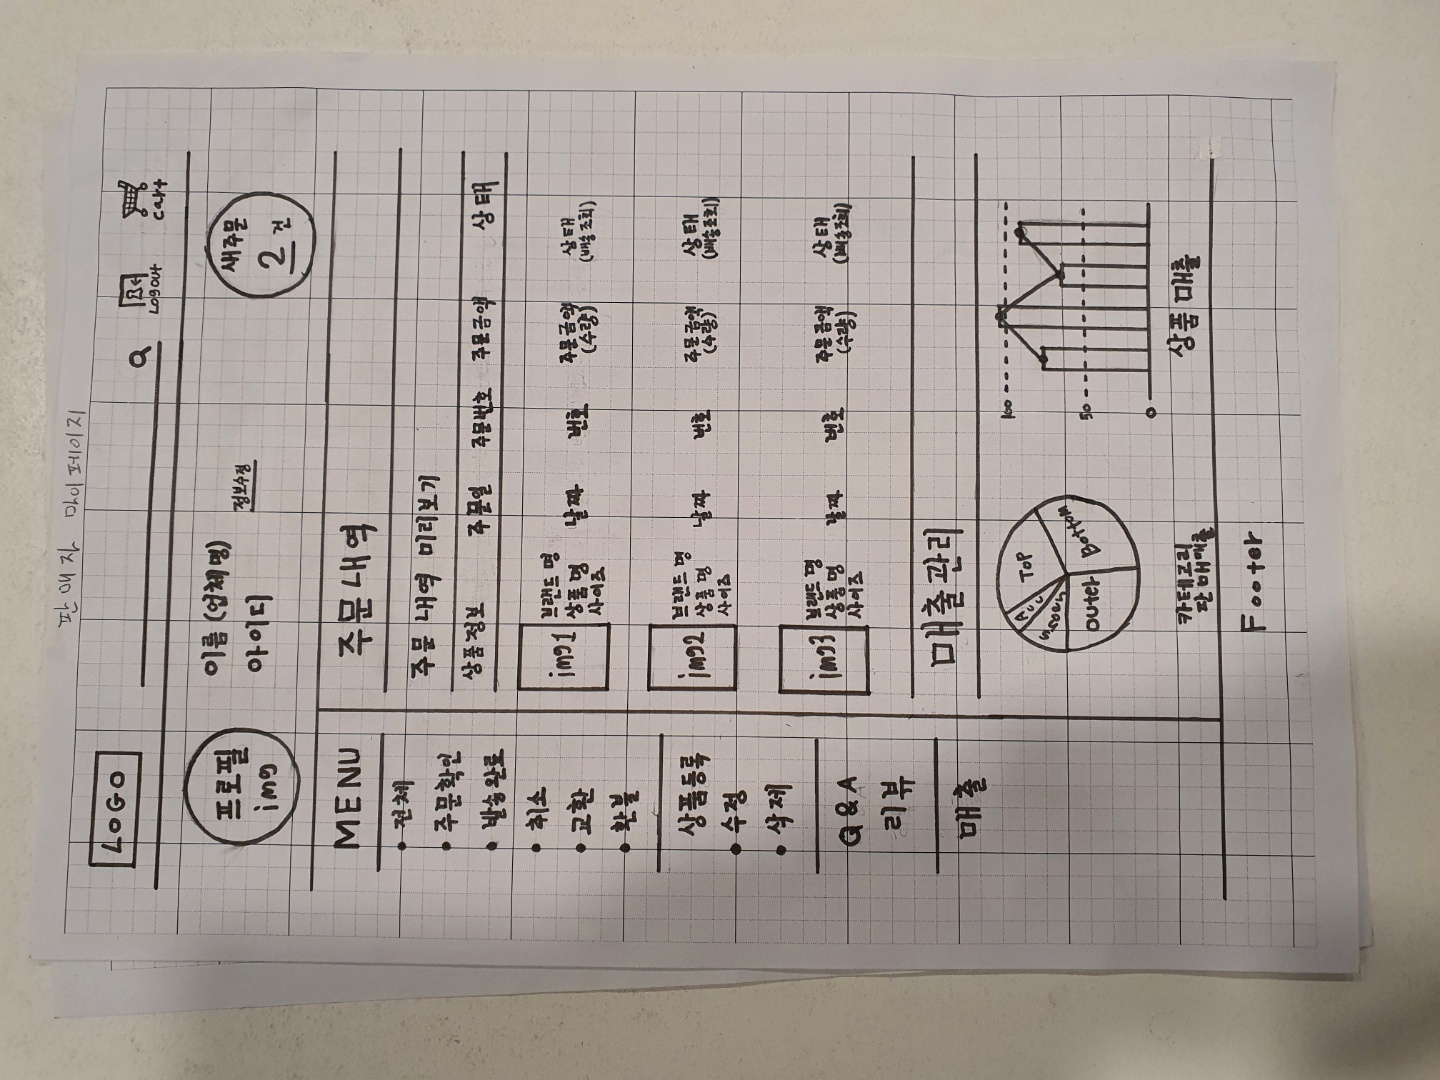 판매자 마이페이지
LOGO
Logout
cart
프로필
img
이름 (업체명)
아이디
정보수정
새주문
2 건
MENU
전체
주문확인
발송완료
취소
교환
환불
상품등록
수정
삭제
Q & A
리뷰
매출
주문내역
주문 내역 미리보기
상품정보 주문일 주문번호 주문금액 상태
img1
브랜드 명
상품 명
사이즈
날짜
번호
주문금액
(수량)
상태
(배송조회)
img2
브랜드 명
상품 명
사이즈
날짜
번호
주문금액
(수량)
상태
(배송조회)
img3
브랜드 명
상품 명
사이즈
날짜
번호
주문금액
(수량)
상태
(배송조회)
매출관리
Top
Bottom
Outer
Shoes
Acc
카테고리
판매매출
100
50
0
상품 매출
Footer